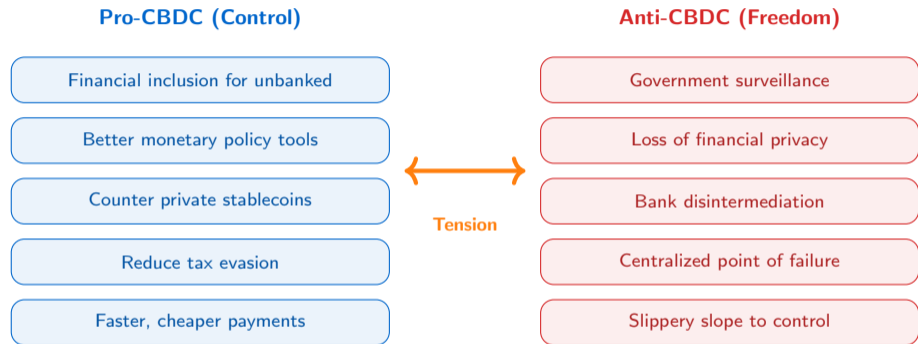 Pro-CBDC (Control)
Financial inclusion for unbanked
Better monetary policy tools
Counter private stablecoins
Reduce tax evasion
Faster, cheaper payments
Tension
Anti-CBDC (Freedom)
Government surveillance
Loss of financial privacy
Bank disintermediation
Centralized point of failure
Slippery slope to control